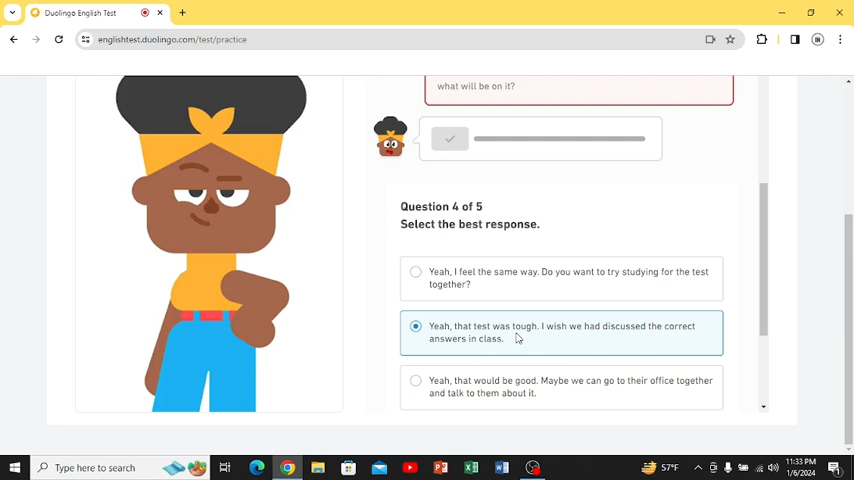 Duolingo English Test
englishtest.duolingo.com/test/practice
what will be on it?
Question 4 of 5
Select the best response.
Yeah, I feel the same way. Do you want to try studying for the test
together?
Yeah, that test was tough. I wish we had discussed the correct
answers in class.
Yeah, that would be good. Maybe we can go to their office together
and talk to them about it.
Type here to search
57°F
11:33 PM
1/6/2024